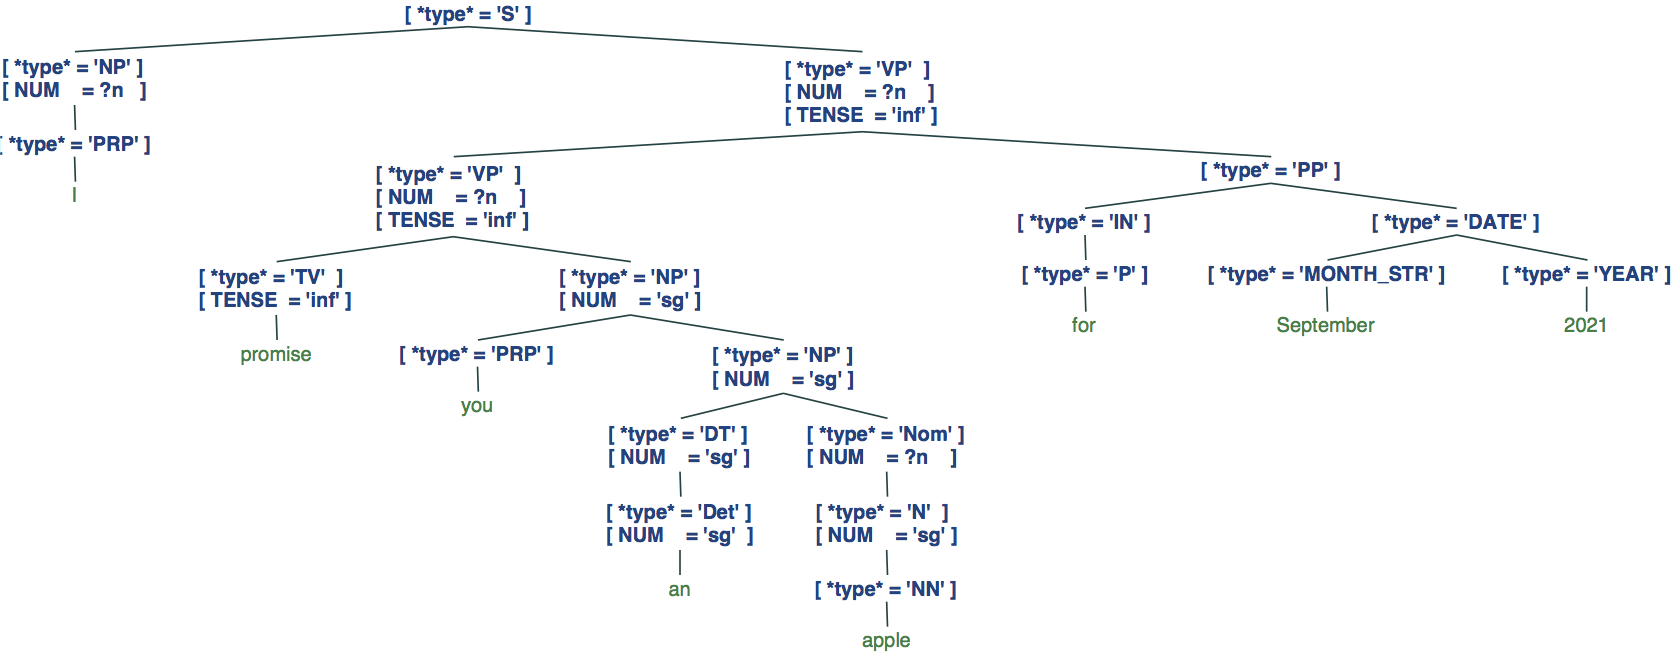 [ *type* = 'S' ]
[ *type* = 'NP' ]
[ NUM = ?n ]
[ *type* = 'VP' ]
[ NUM = ?n ]
[ TENSE = 'inf' ]
[ *type* = 'PRP' ]
I
[ *type* = 'VP' ]
[ NUM = ?n ]
[ TENSE = 'inf' ]
[ *type* = 'PP' ]
[ *type* = 'IN' ]
[ *type* = 'DATE' ]
[ *type* = 'TV' ]
[ TENSE = 'inf' ]
[ *type* = 'NP' ]
[ NUM = 'sg' ]
[ *type* = 'P' ]
[ *type* = 'MONTH_STR' ]
[ *type* = 'YEAR' ]
for
September
2021
promise
[ *type* = 'PRP' ]
[ *type* = 'NP' ]
[ NUM = 'sg' ]
you
[ *type* = 'DT' ]
[ NUM = 'sg' ]
[ *type* = 'Nom' ]
[ NUM = ?n ]
[ *type* = 'Det' ]
[ NUM = 'sg' ]
[ *type* = 'N' ]
[ NUM = 'sg' ]
an
[ *type* = 'NN' ]
apple